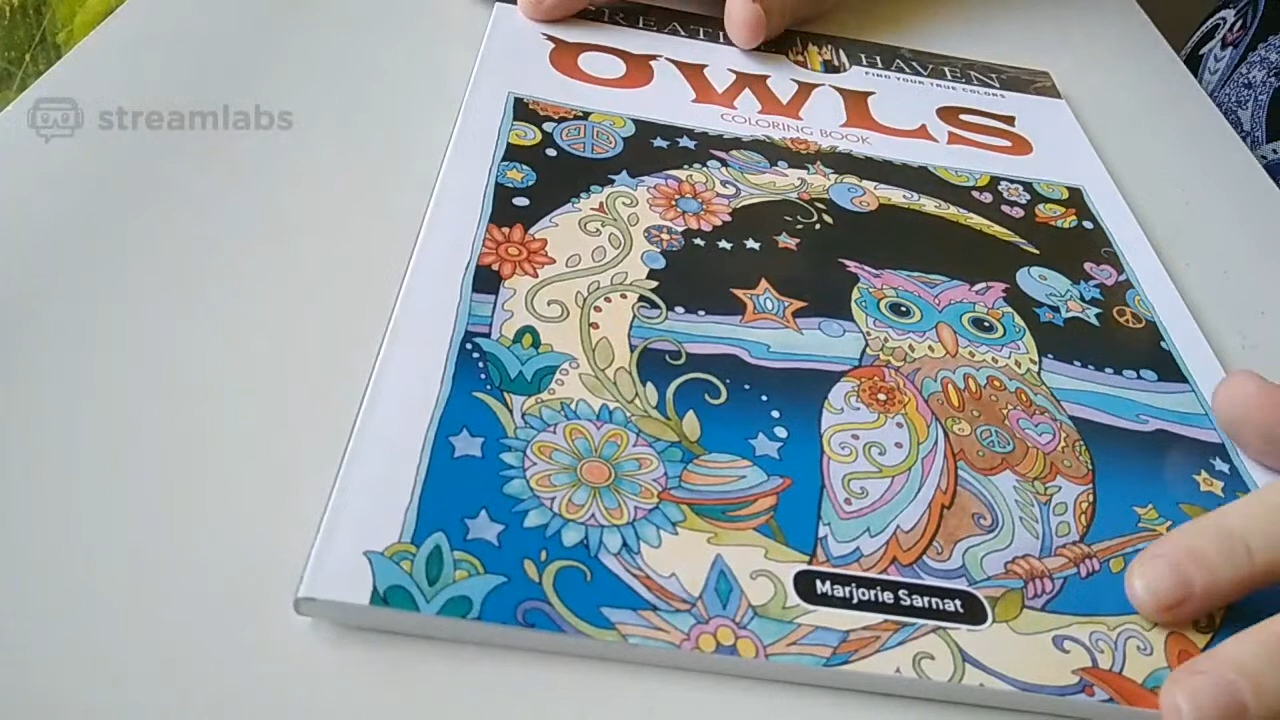 streamlabs
CREATIVE HAVEN
FIND YOUR TRUE COLORS
OWLS
COLORING BOOK
Marjorie Sarnat